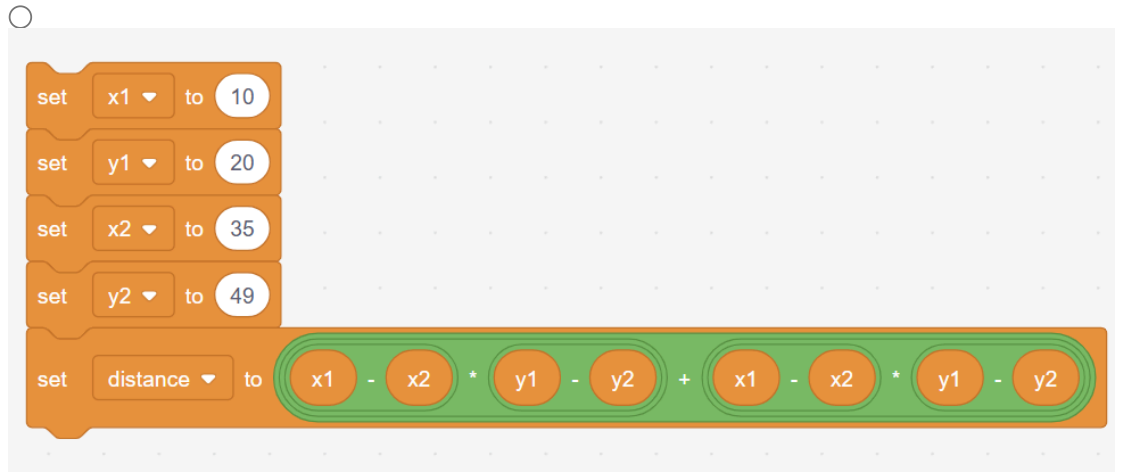 set x1 to 10
set y1 to 20
set x2 to 35
set y2 to 49
set distance to x1 - x2 * y1 - y2 + x1 - x2 * y1 - y2